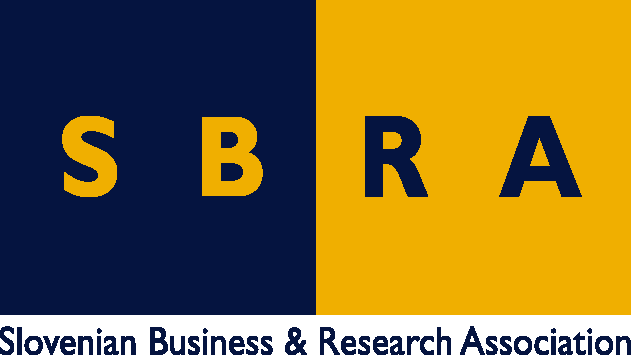 S B R A
Slovenian Business & Research Association